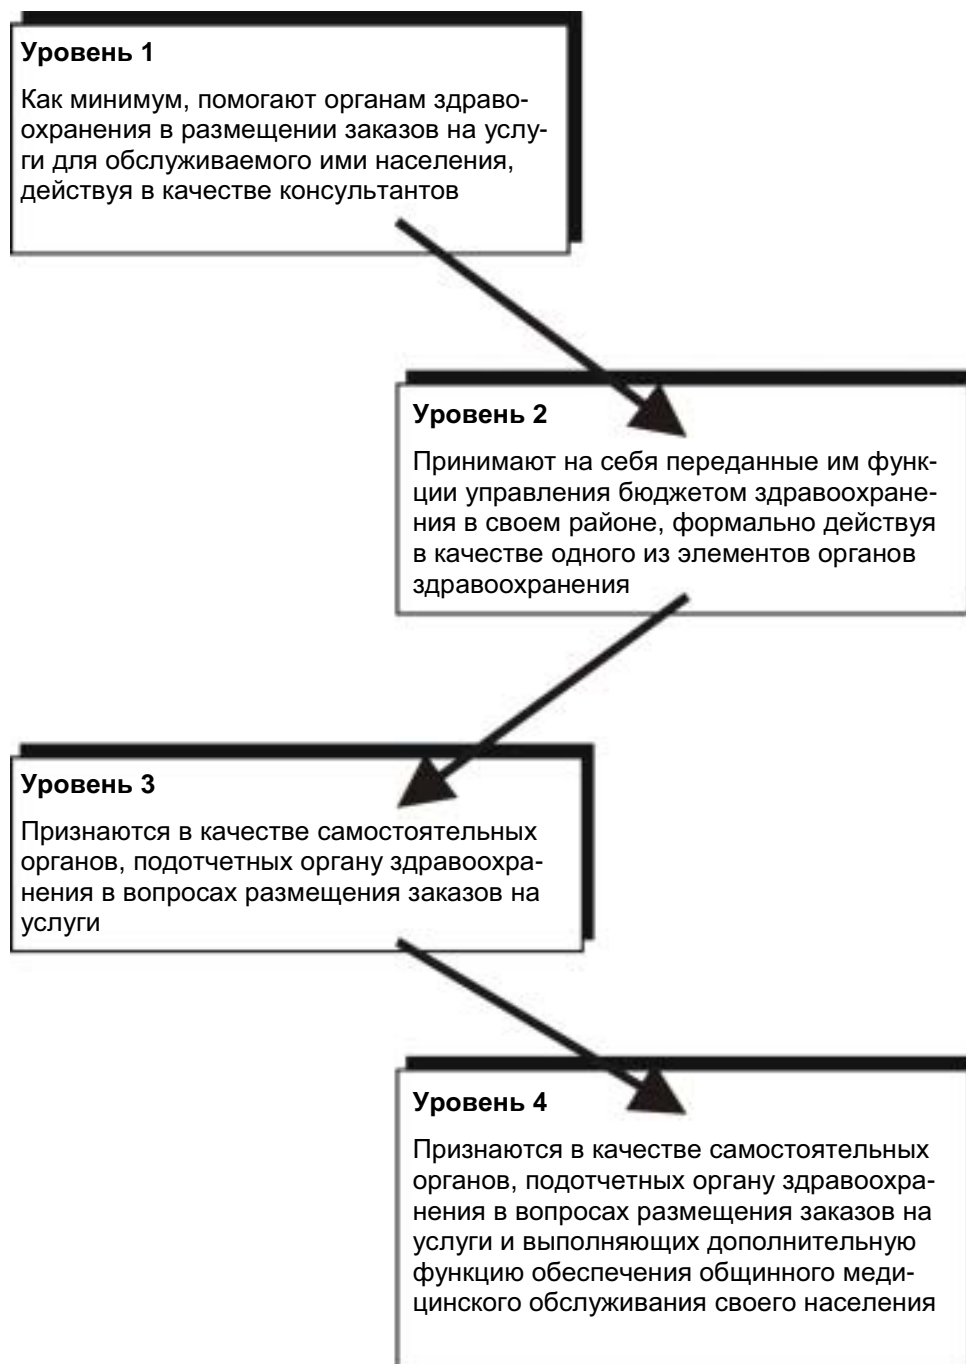 Уровень 1
Как минимум, помогают органам здраво-
охранения в размещении заказов на услу-
ги для обслуживаемого ими населения,
действуя в качестве консультантов
Уровень 2
Принимают на себя переданные им функ-
ции управления бюджетом здравоохране-
ния в своем районе, формально действуя
в качестве одного из элементов органов
здравоохранения
Уровень 3
Признаются в качестве самостоятельных
органов, подотчетных органу здравоохра-
нения в вопросах размещения заказов на
услуги
Уровень 4
Признаются в качестве самостоятельных
органов, подотчетных органу здравоохра-
нения в вопросах размещения заказов на
услуги и выполняющих дополнительную
функцию обеспечения общинного меди-
цинского обслуживания своего населения